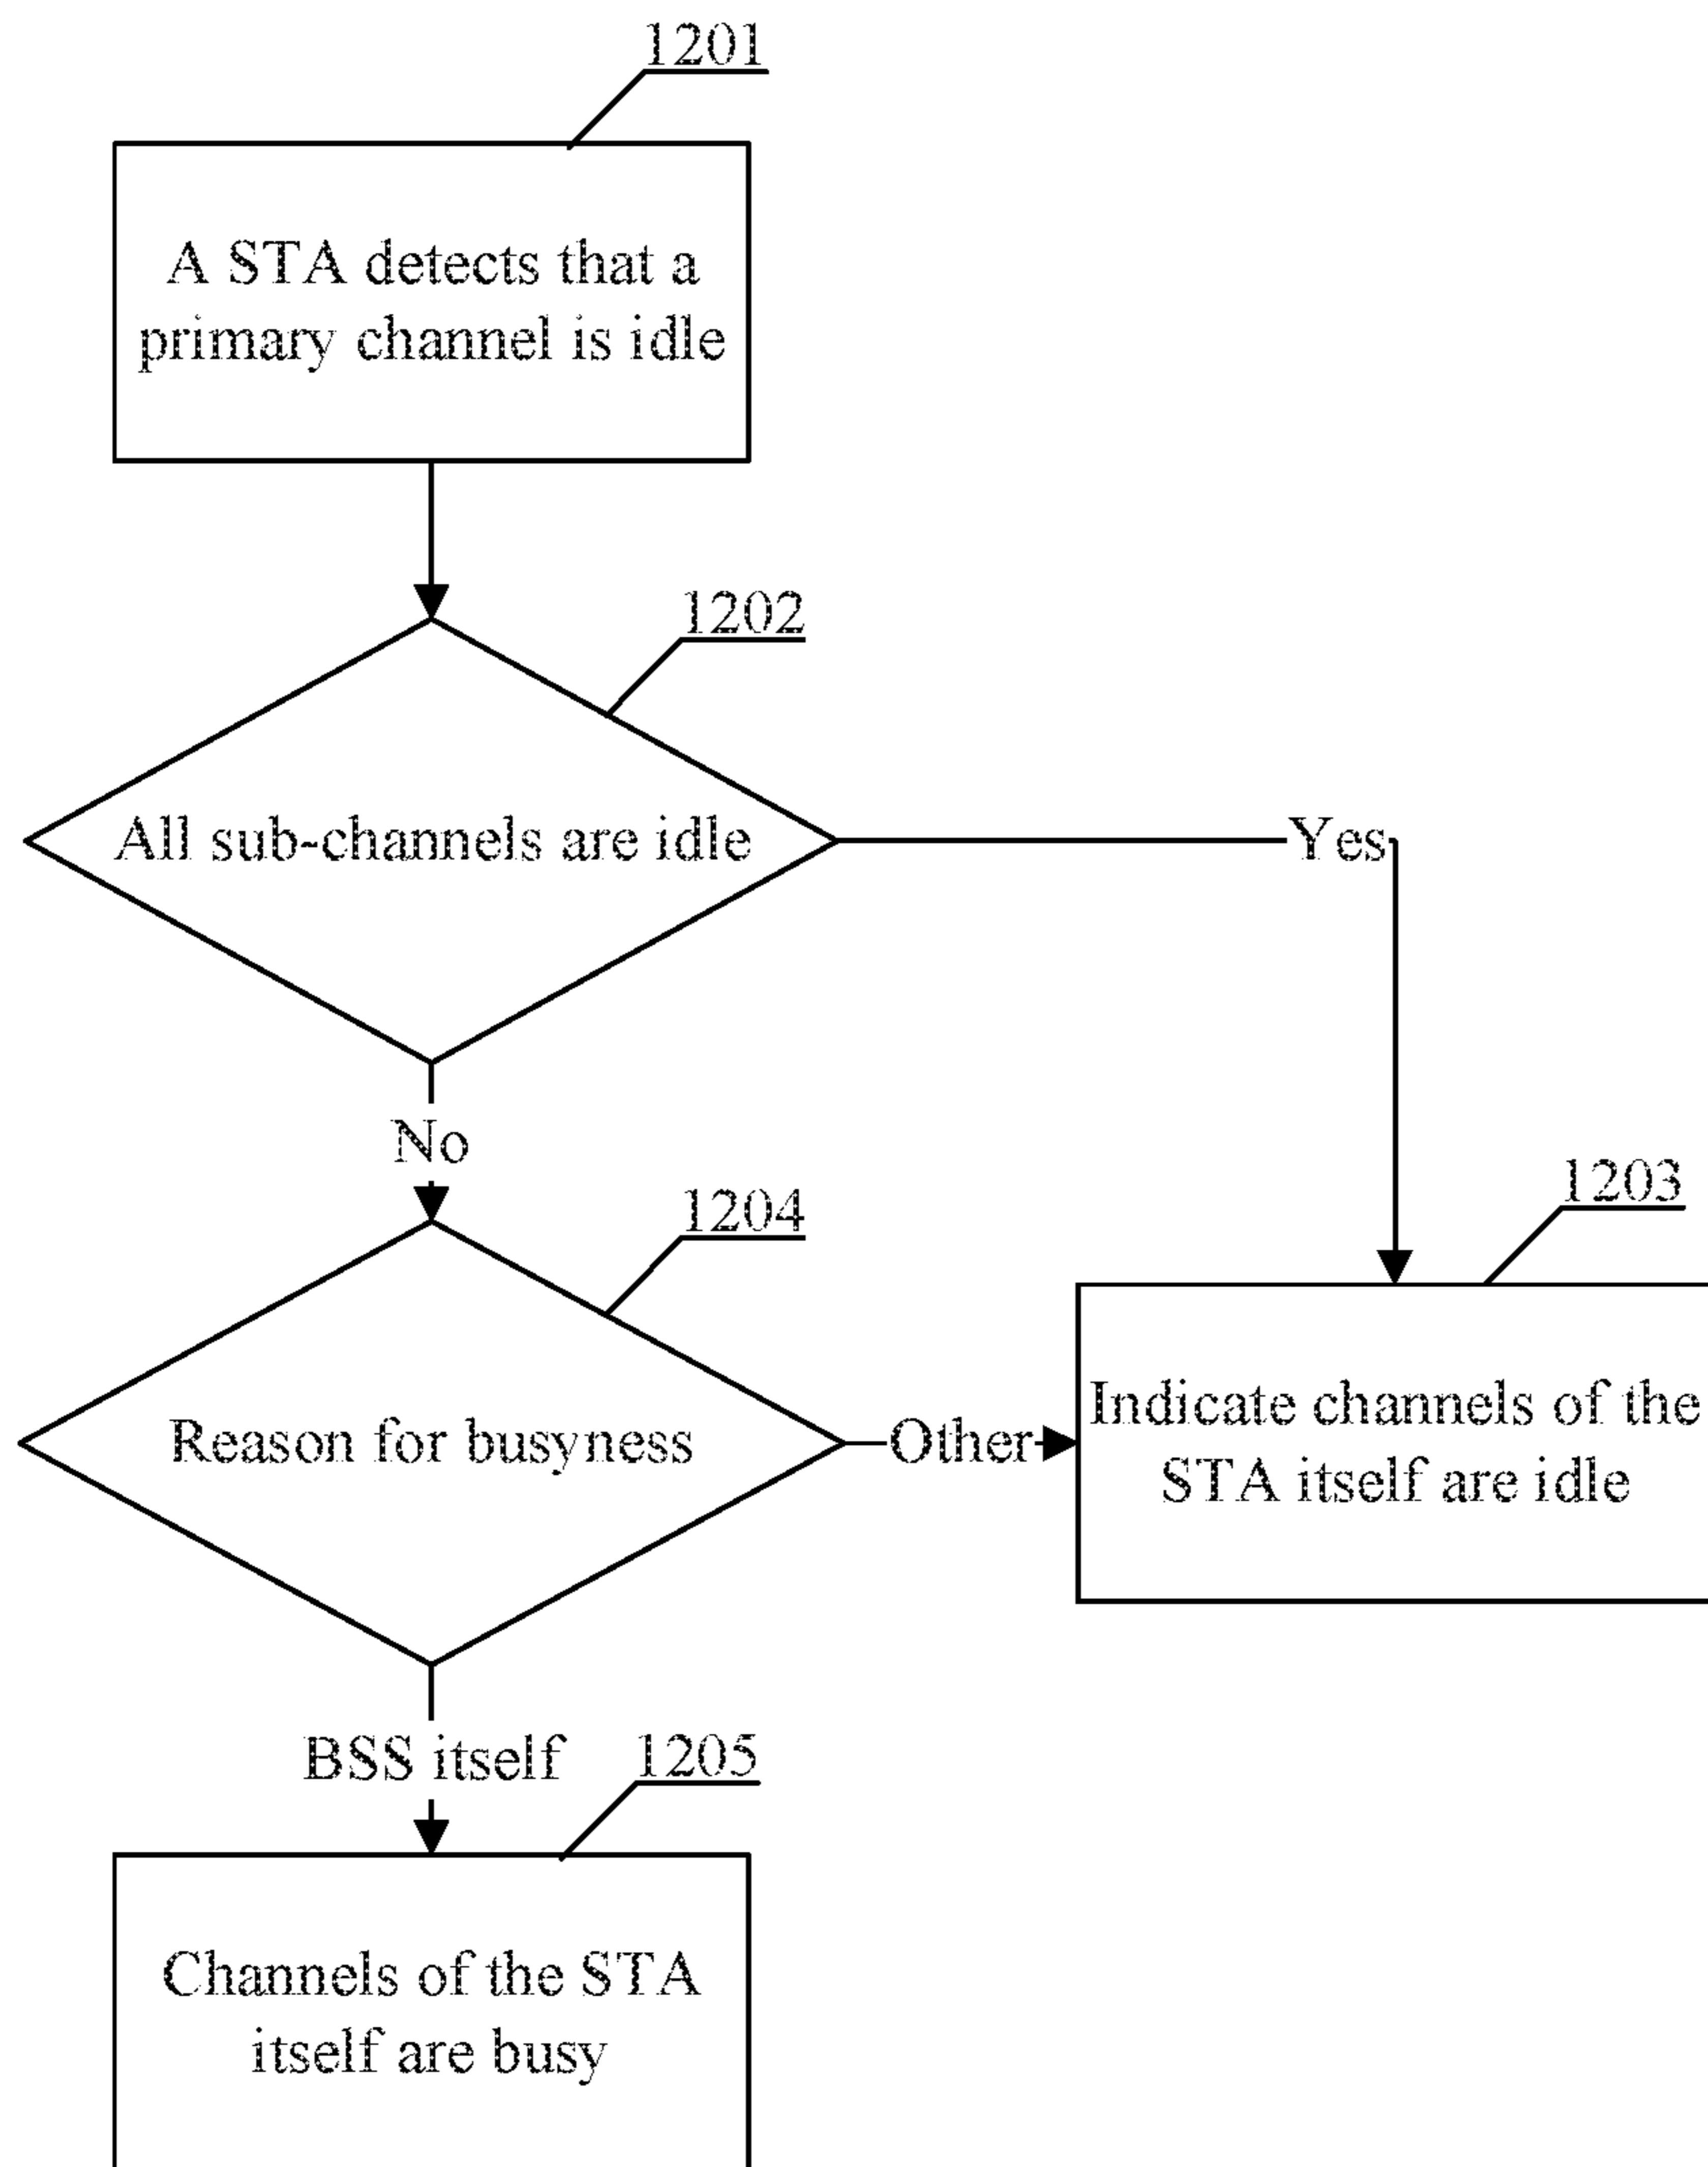 1201
A STA detects that a
primary channel is idle
1202
All sub-channels are idle
Yes
No
1203
1204
Indicate channels of the
STA itself are idle
Reason for busyness
Other
BSS itself
1205
Channels of the STA
itself are busy